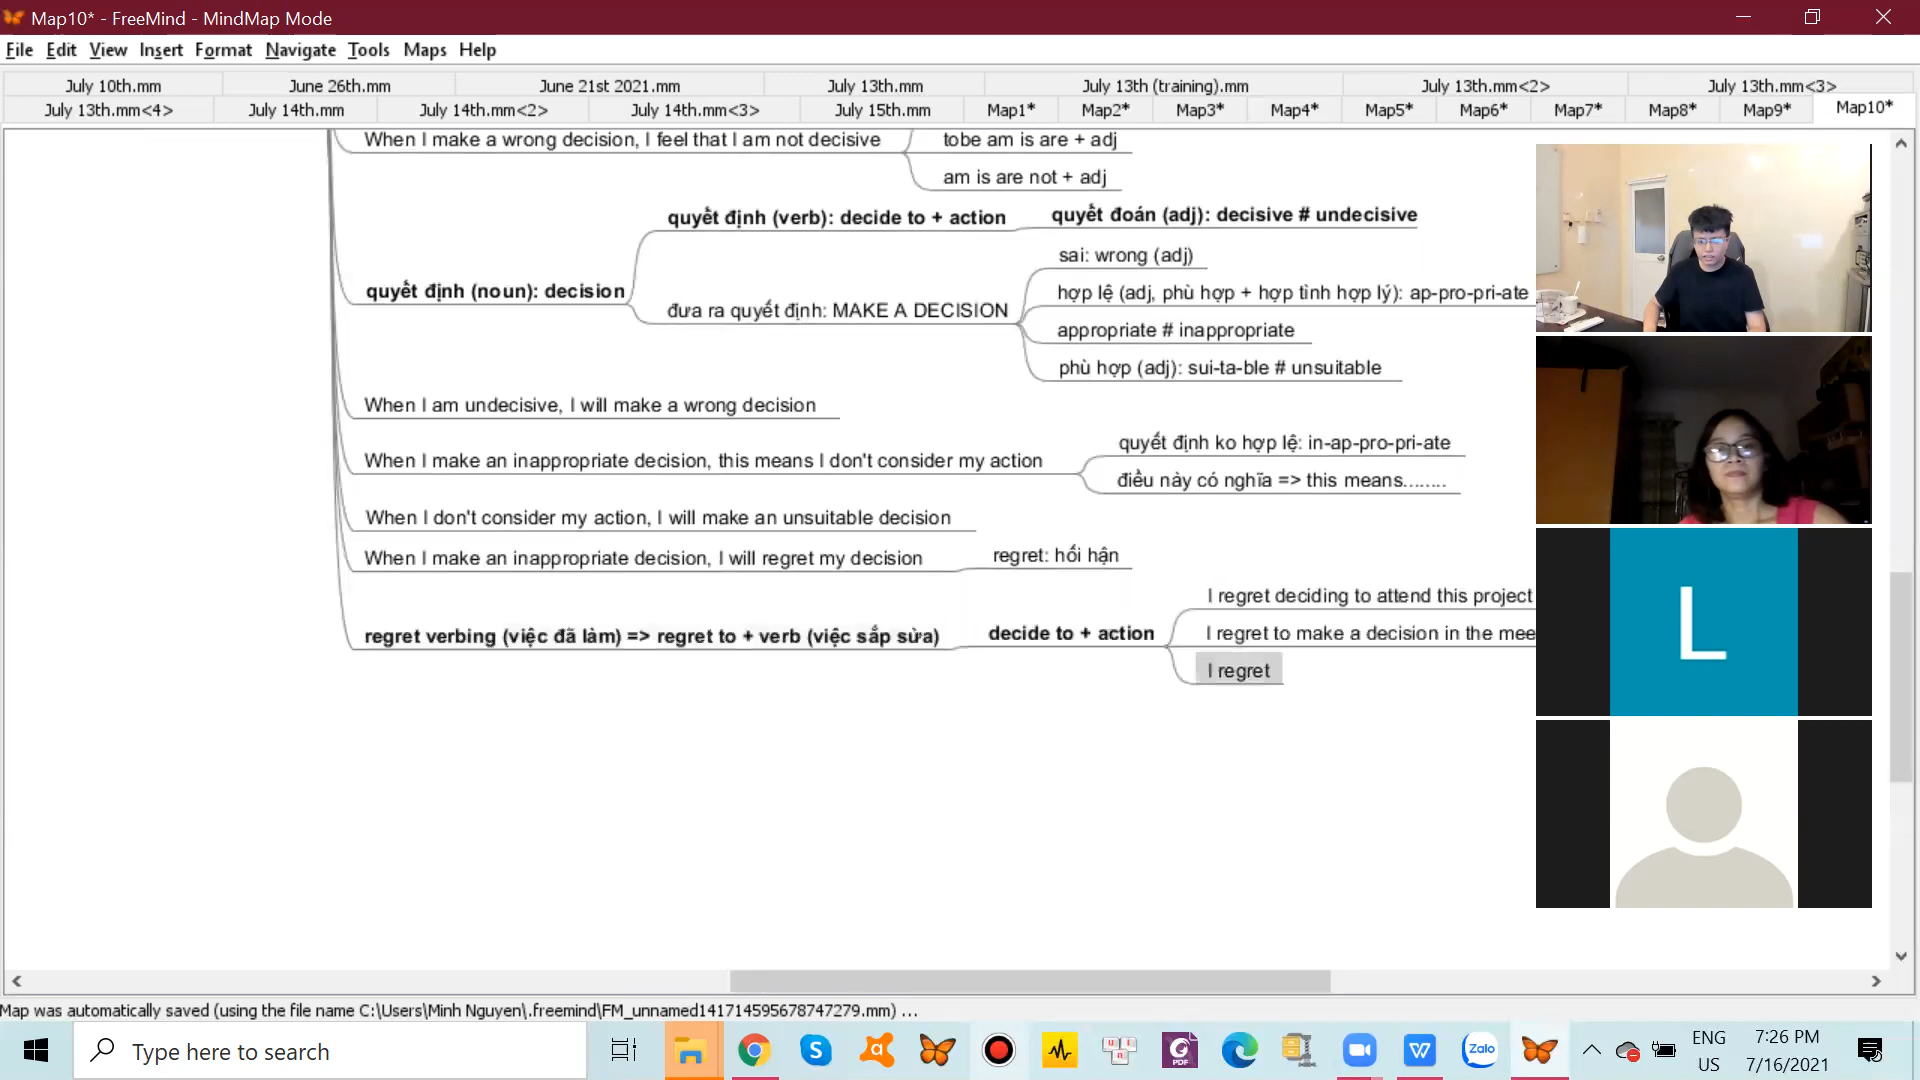 Map10* - FreeMind - MindMap Mode
File Edit View Insert Format Navigate Tools Maps Help
July 10th.mm June 26th.mm June 21st 2021.mm July 13th.mm July 13th (training).mm July 13th.mm<2> July 13th.mm<3>
July 13th.mm<4> July 14th.mm July 14th.mm<2> July 14th.mm<3> July 15th.mm Map1* Map2* Map3* Map4* Map5* Map6* Map7* Map8* Map9* Map10*
When I make a wrong decision, I feel that I am not decisive
tobe am is are + adj
am is are not + adj
quyết định (noun): decision
quyết định (verb): decide to + action
quyết đoán (adj): decisive # undecisive
đưa ra quyết định: MAKE A DECISION
sai: wrong (adj)
hợp lệ (adj, phù hợp + hợp tình hợp lý): ap-pro-pri-ate
appropriate # inappropriate
phù hợp (adj): sui-ta-ble # unsuitable
When I am undecisive, I will make a wrong decision
When I make an inappropriate decision, this means I don't consider my action
quyết định ko hợp lệ: in-ap-pro-pri-ate
điều này có nghĩa => this means........
When I don't consider my action, I will make an unsuitable decision
When I make an inappropriate decision, I will regret my decision
regret: hối hận
regret verbing (việc đã làm) => regret to + verb (việc sắp sửa)
decide to + action
I regret deciding to attend this project
I regret to make a decision in the mee
I regret
L
Map was automatically saved (using the file name C:\Users\Minh Nguyen\.freemind\FM_unnamed141714595678747279.mm) ...
Type here to search
Zalo
ENG
US
7:26 PM
7/16/2021